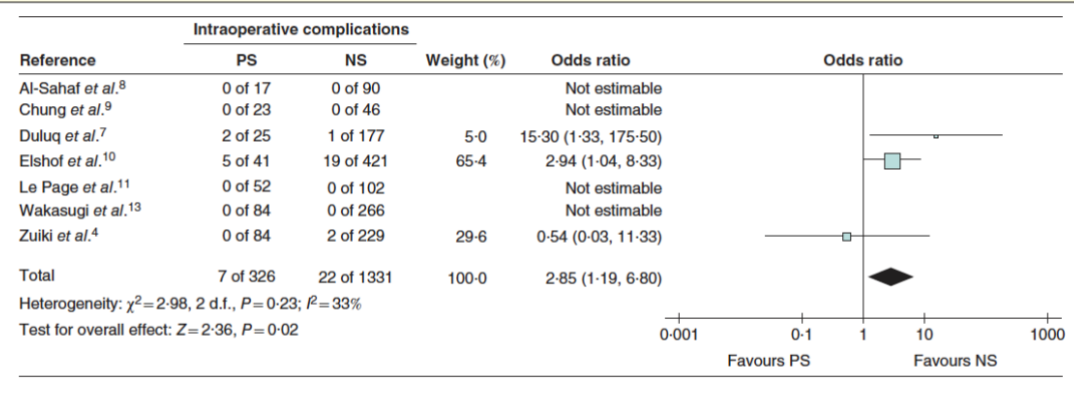 Intraoperative complications
Reference PS NS Weight (%) Odds ratio Odds ratio
Al-Sahaf et al.8 0 of 17 0 of 90 Not estimable
Chung et al.9 0 of 23 0 of 46 Not estimable
Duluq et al.7 2 of 25 1 of 177 5·0 15·30 (1·33, 175·50)
Elshof et al.10 5 of 41 19 of 421 65·4 2·94 (1·04, 8·33)
Le Page et al.11 0 of 52 0 of 102 Not estimable
Wakasugi et al.13 0 of 84 0 of 266 Not estimable
Zuiki et al.4 0 of 84 2 of 229 29·6 0·54 (0·03, 11·33)
Total 7 of 326 22 of 1331 100·0 2·85 (1·19, 6·80)
Heterogeneity: χ2=2·98, 2 d.f., P=0·23; I2=33%
Test for overall effect: Z=2·36, P=0·02
0·001 0·1 1 10 1000
Favours PS Favours NS